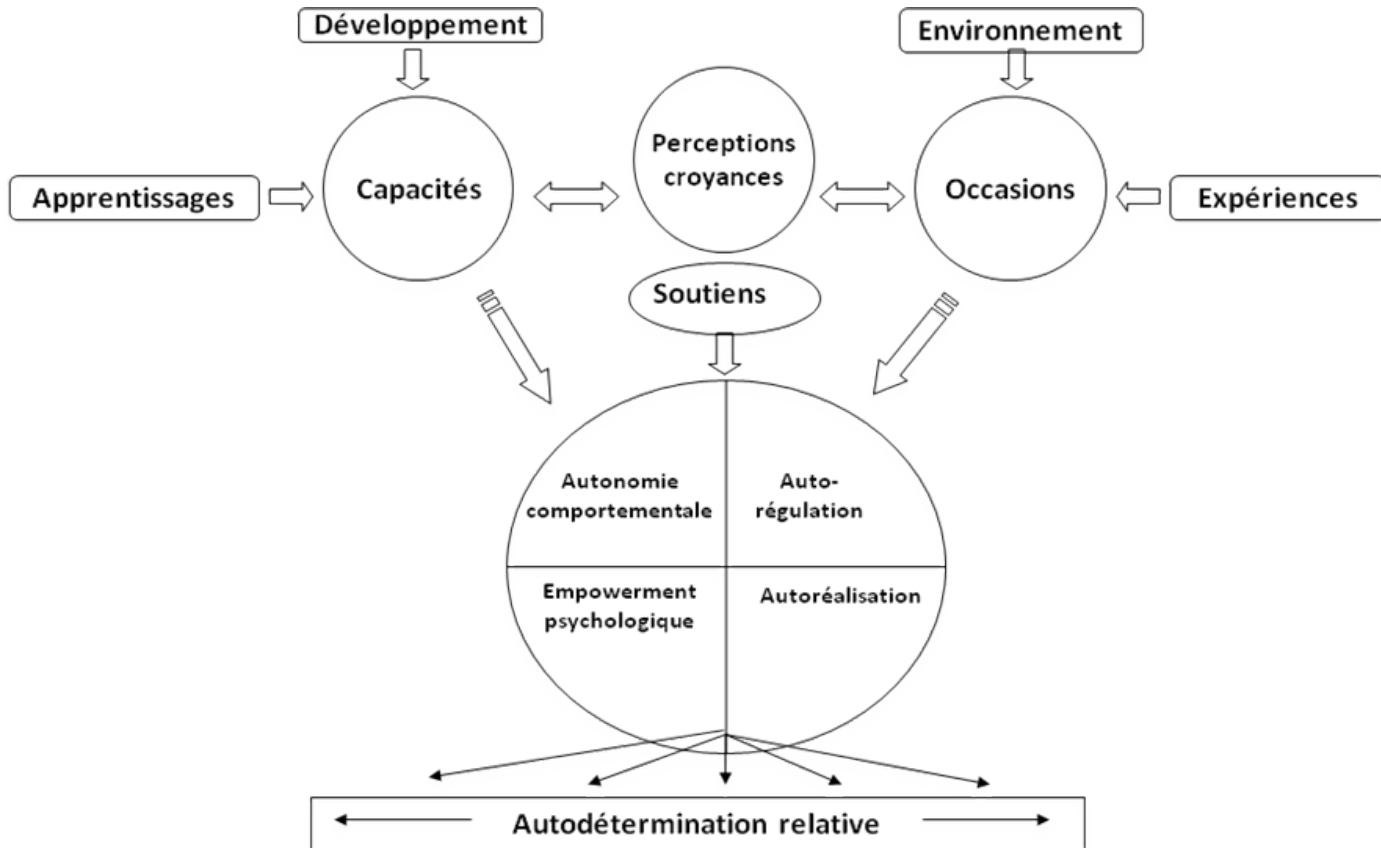 Développement
Environnement
Perceptions
croyances
Capacités
Occasions
Apprentissages
Expériences
Soutiens
Autonomie
comportementale
Auto-
régulation
Empowerment
psychologique
Autoréalisation
Autodétermination relative